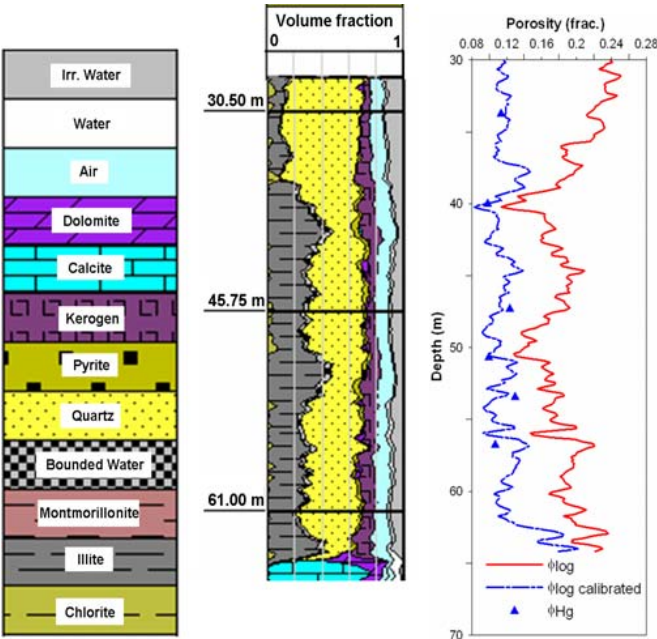 Irr. Water
Water
Air
Dolomite
Calcite
Kerogen
Pyrite
Quartz
Bounded Water
Montmorillonite
Illite
Chlorite
Volume fraction
0 1
30.50 m
45.75 m
61.00 m
Porosity (frac.)
0.08 0.12 0.16 0.2 0.24 0.28
30
40
50
60
70
Depth (m)
ϕlog
ϕlog calibrated
ϕHg